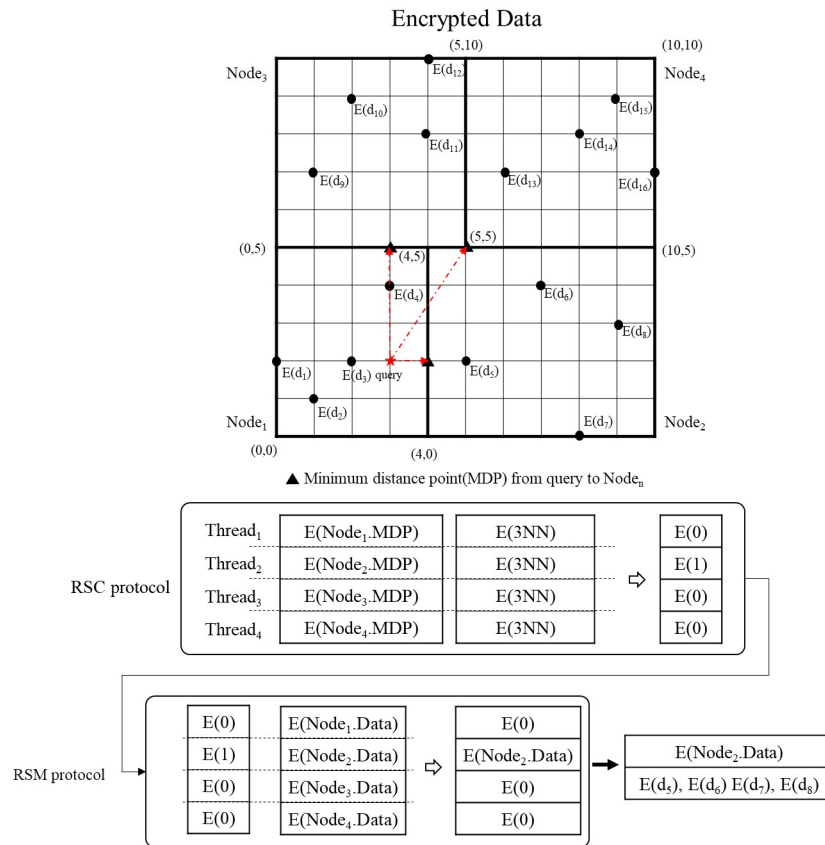 Encrypted Data
(5,10) (10,10)
Node3 E(d12) Node4
E(d10) E(d15)
E(d11) E(d14)
E(d9) E(d13) E(d16)
(0,5) (4,5) (5,5) (10,5)
E(d4) E(d6)
E(d8)
E(d1) E(d3) query E(d5)
E(d2)
Node1 E(d7) Node2
(0,0) (4,0)
▲ Minimum distance point(MDP) from query to Noden
RSC protocol
Thread1 E(Node1.MDP) E(3NN) E(0)
Thread2 E(Node2.MDP) E(3NN) E(1)
Thread3 E(Node3.MDP) E(3NN) E(0)
Thread4 E(Node4.MDP) E(3NN) E(0)
RSM protocol
E(0) E(Node1.Data) E(0)
E(1) E(Node2.Data) E(Node2.Data)
E(0) E(Node3.Data) E(0)
E(0) E(Node4.Data) E(0)
E(Node2.Data)
E(d5), E(d6) E(d7), E(d8)